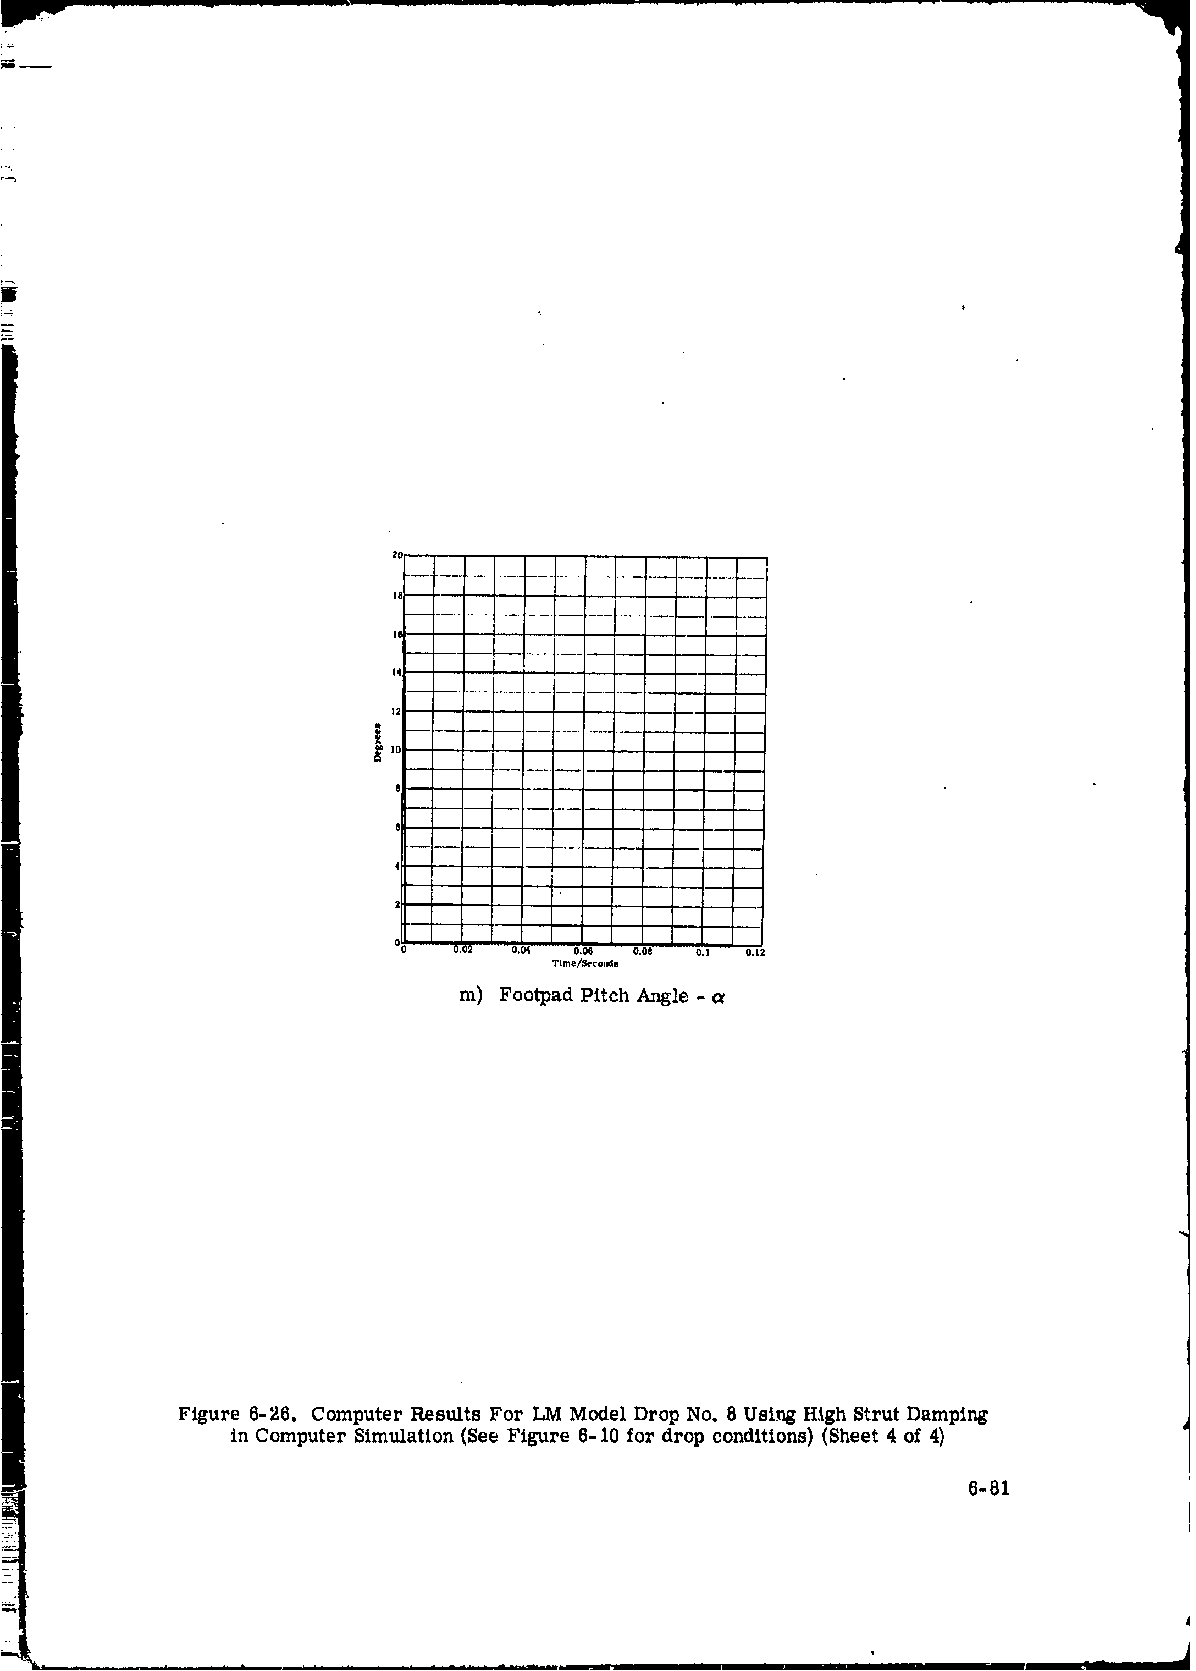 20
18
16
14
12
Degrees
10
8
6
4
2
0
0 0.02 0.04 0.06 0.08 0.1 0.12
Time/Seconds
m) Footpad Pitch Angle - α
Figure 6-26. Computer Results For LM Model Drop No. 8 Using High Strut Damping
in Computer Simulation (See Figure 6-10 for drop conditions) (Sheet 4 of 4)
6-81